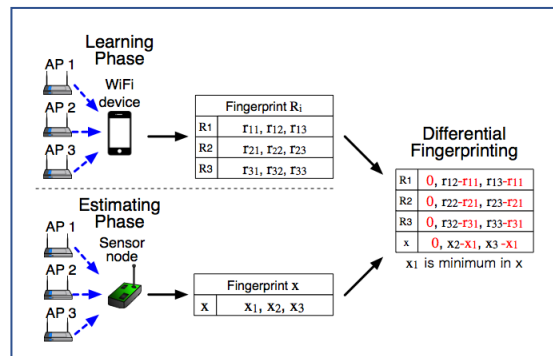 Learning
Phase
AP 1
WiFi
device
AP 2
AP 3
Fingerprint Ri
R1 r11, r12, r13
R2 r21, r22, r23
R3 r31, r32, r33
Estimating
Phase
AP 1
Sensor
node
AP 2
AP 3
Fingerprint x
x x1, x2, x3
Differential
Fingerprinting
R1 0, r12-r11, r13-r11
R2 0, r22-r21, r23-r21
R3 0, r32-r31, r33-r31
x 0, x2-x1, x3 -x1
x1 is minimum in x